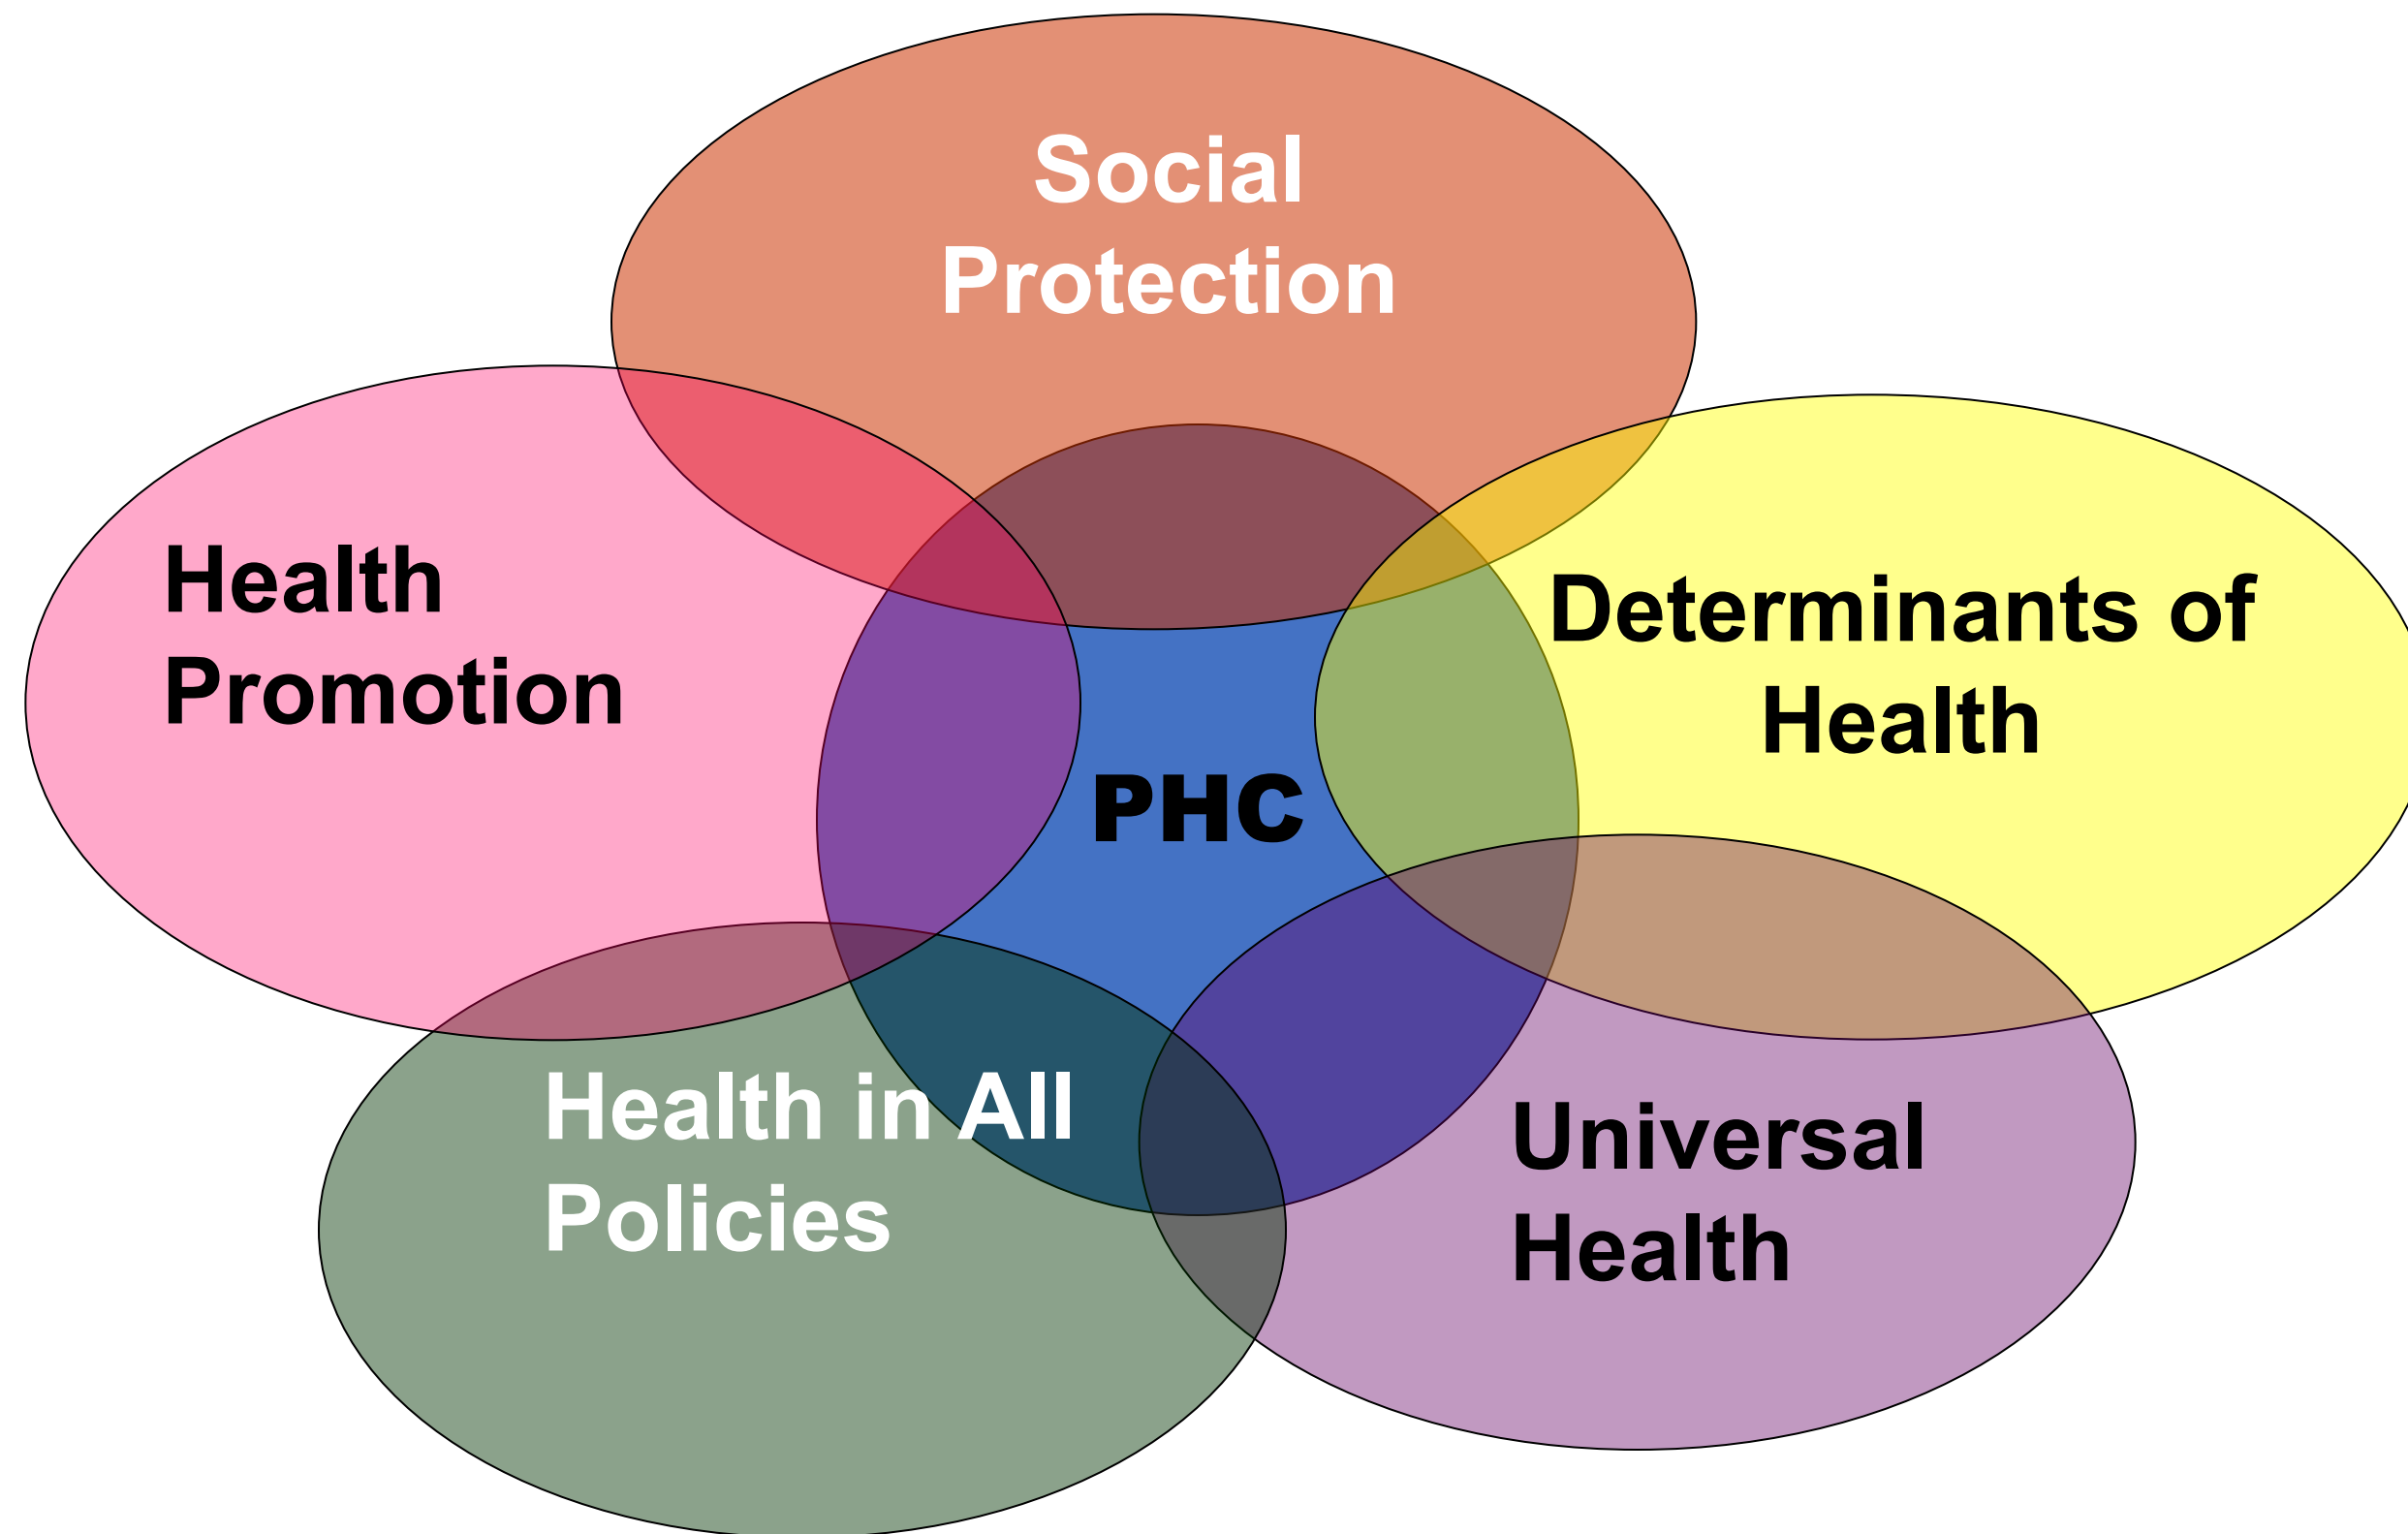 Social
Protection
Health
Promotion
Determinants of
Health
PHC
Health in All
Policies
Universal
Health